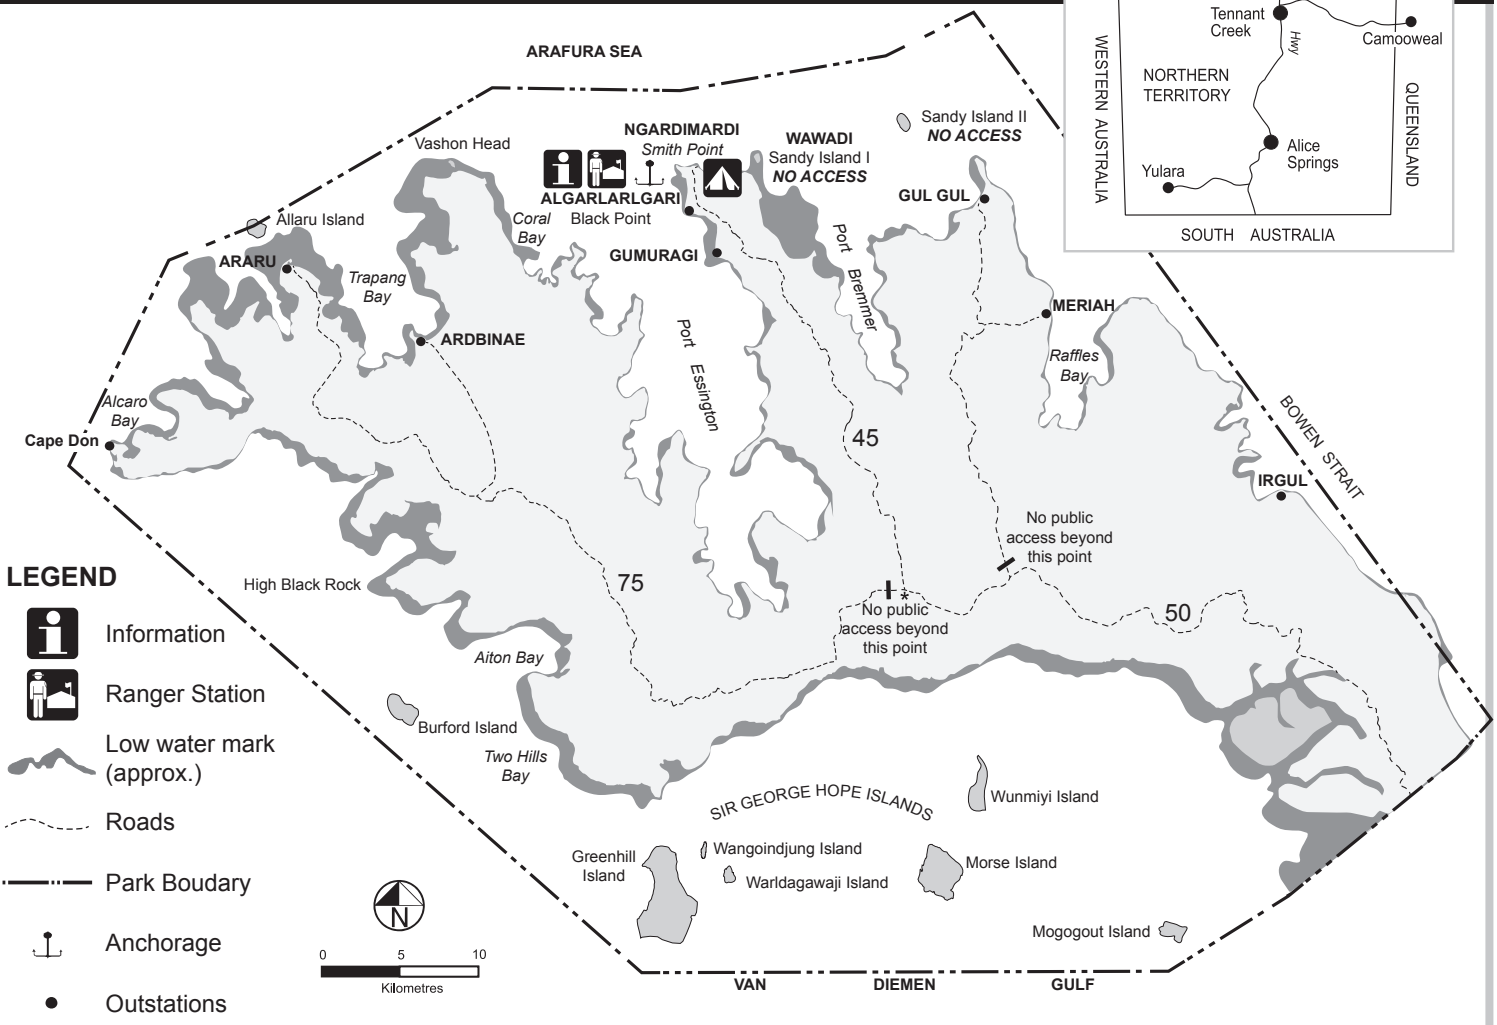 ARAFURA SEA
Tennant
Creek
Camooweal
Hwy
WESTERN AUSTRALIA
NORTHERN
TERRITORY
QUEENSLAND
Alice
Springs
Yulara
SOUTH AUSTRALIA
Vashon Head
NGARDIMARDI
Smith Point
WAWADI
Sandy Island I
NO ACCESS
Sandy Island II
NO ACCESS
ALGARLARLGARI
Black Point
GUL GUL
Allaru Island
Coral
Bay
Port Bremmer
ARARU
GUMURAGI
Trapang
Bay
MERIAH
ARDBINAE
Port Essington
Raffles
Bay
Alcaro
Bay
Cape Don
45
BOWEN STRAIT
IRGUL
No public
access beyond
this point
High Black Rock
75
*
No public
access beyond
this point
50
Aiton Bay
Burford Island
Two Hills
Bay
SIR GEORGE HOPE ISLANDS
Wunmiyi Island
Greenhill
Island
Wangoindjung Island
Warldagawaji Island
Morse Island
Mogogout Island
VAN DIEMEN GULF
LEGEND
Information
Ranger Station
Low water mark
(approx.)
Roads
Park Boudary
Anchorage
Outstations
N
0 5 10
Kilometres